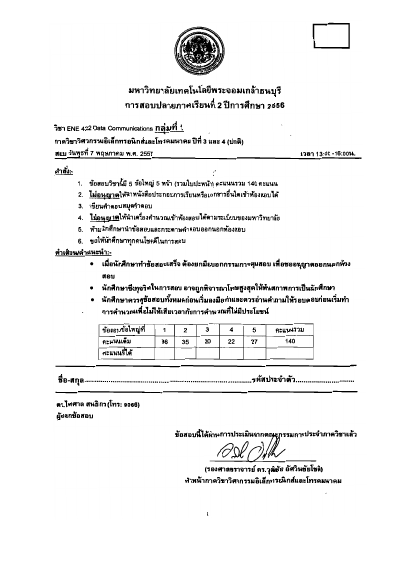 มหาวิทยาลัยเทคโนโลยีพระจอมเกล้าธนบุรี
การสอบปลายภาคเรียนที่ 2 ปีการศึกษา 2556
วิชา ENE 422 Data Communications กลุ่มที่ 1
ภาควิชาวิศวกรรมอิเล็กทรอนิกส์และโทรคมนาคม ปีที่ 3 และ 4 (ปกติ)
สอบ วันพุธที่ 7 พฤษภาคม พ.ศ. 2557 เวลา 13:00 -16:00น.
คำสั่ง:-
1. ข้อสอบวิชานี้มี 5 ข้อใหญ่ 5 หน้า (รวมใบปะหน้า) คะแนนรวม 140 คะแนน
2. ไม่อนุญาตให้นำหนังสือประกอบการเรียนหรือเอกสารอื่นใดเข้าห้องสอบได้
3. เขียนคำตอบสมุดคำตอบ
4. ไม่อนุญาตให้นำเครื่องคำนวณเข้าห้องสอบได้ตามระเบียบของมหาวิทยาลัย
5. ห้ามนักศึกษานำข้อสอบและกระดาษคำตอบออกนอกห้องสอบ
6. ขอให้นักศึกษาทุกคนโชคดีในการสอบ
คำเตือนคำแนะนำ:-
• เมื่อนักศึกษาทำข้อสอบเสร็จ ต้องยกมือบอกกรรมการคุมสอบ เพื่อขออนุญาตออกนอกห้อง
สอบ
• นักศึกษาซึ่งทุจริตในการสอบ อาจถูกพิจารณาโทษสูงสุดให้พ้นสภาพการเป็นนักศึกษา
• นักศึกษาควรดูข้อสอบทั้งหมดก่อนเริ่มลงมือทำและควรอ่านคำถามให้รอบคอบก่อนเริ่มทำ
การคำนวณเพื่อไม่ให้เสียเวลากับการคำนวณที่ไม่มีประโยชน์
ข้อสอบข้อใหญ่ที่ 1 2 3 4 5 คะแนนรวม
คะแนนเต็ม 36 35 20 22 27 140
คะแนนที่ได้
ชื่อ-สกุล..........................................................รหัสประจำตัว........................
ดร.ไพศาล สนธิกร (โทร: 9066)
ผู้ออกข้อสอบ
ข้อสอบนี้ได้ผ่านการประเมินจากคณะกรรมการประจำภาควิชาแล้ว
(รองศาสตราจารย์ ดร.วุฒิชัย อัศวินชัยโชติ)
หัวหน้าภาควิชาวิศวกรรมอิเล็กทรอนิกส์และโทรคมนาคม
1